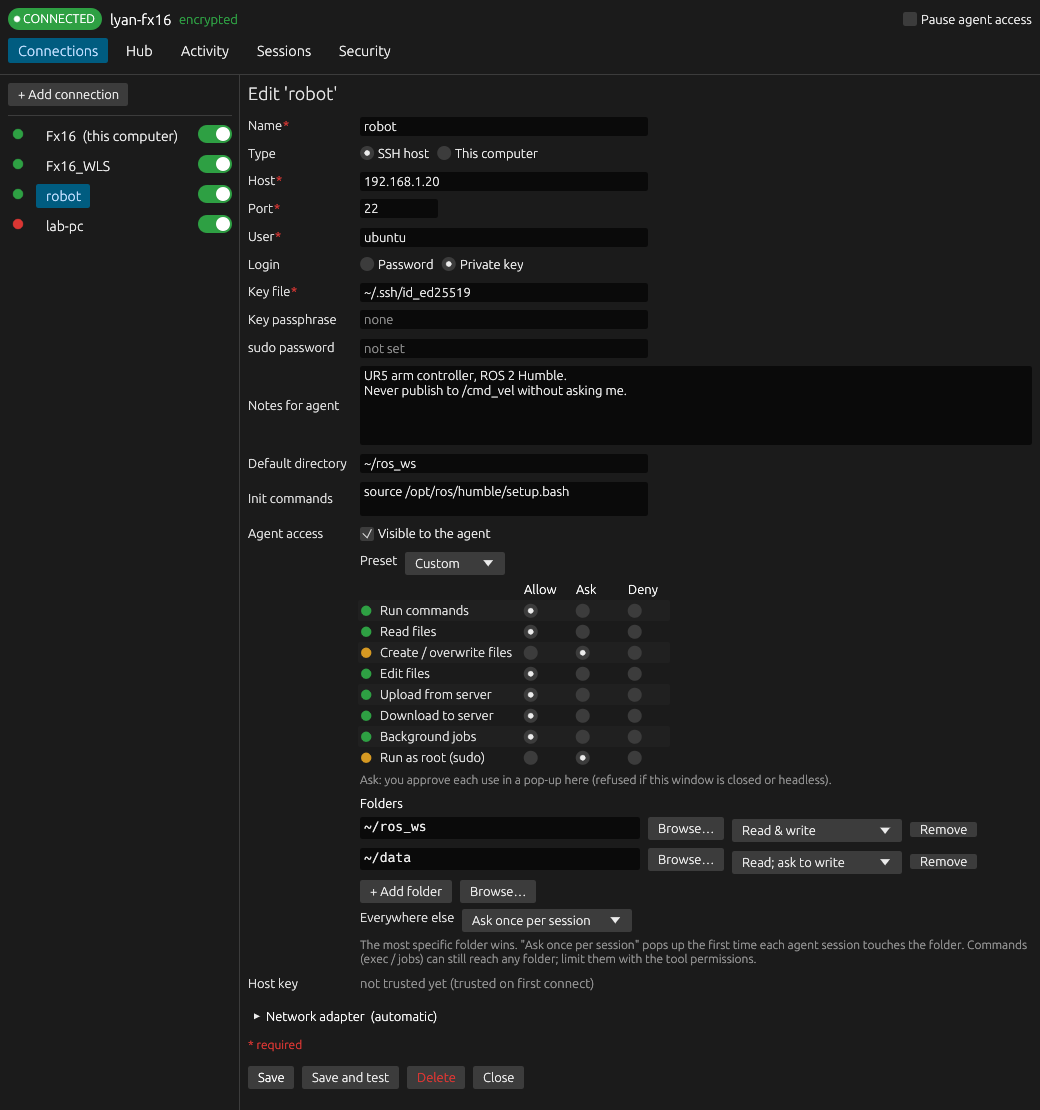 CONNECTED lyan-fx16 encrypted Pause agent access
Connections Hub Activity Sessions Security
+ Add connection
Fx16 (this computer)
Fx16_WLS
robot
lab-pc
Edit 'robot'
Name* robot
Type SSH host This computer
Host* 192.168.1.20
Port* 22
User* ubuntu
Login Password Private key
Key file* ~/.ssh/id_ed25519
Key passphrase none
sudo password not set
Notes for agent
UR5 arm controller, ROS 2 Humble.
Never publish to /cmd_vel without asking me.
Default directory ~/ros_ws
Init commands source /opt/ros/humble/setup.bash
Agent access Visible to the agent
Preset Custom
Allow Ask Deny
Run commands
Read files
Create / overwrite files
Edit files
Upload from server
Download to server
Background jobs
Run as root (sudo)
Ask: you approve each use in a pop-up here (refused if this window is closed or headless).
Folders
~/ros_ws Browse... Read & write Remove
~/data Browse... Read; ask to write Remove
+ Add folder Browse...
Everywhere else Ask once per session
The most specific folder wins. "Ask once per session" pops up the first time each agent session touches the folder. Commands
(exec / jobs) can still reach any folder; limit them with the tool permissions.
Host key not trusted yet (trusted on first connect)
Network adapter (automatic)
* required
Save Save and test Delete Close